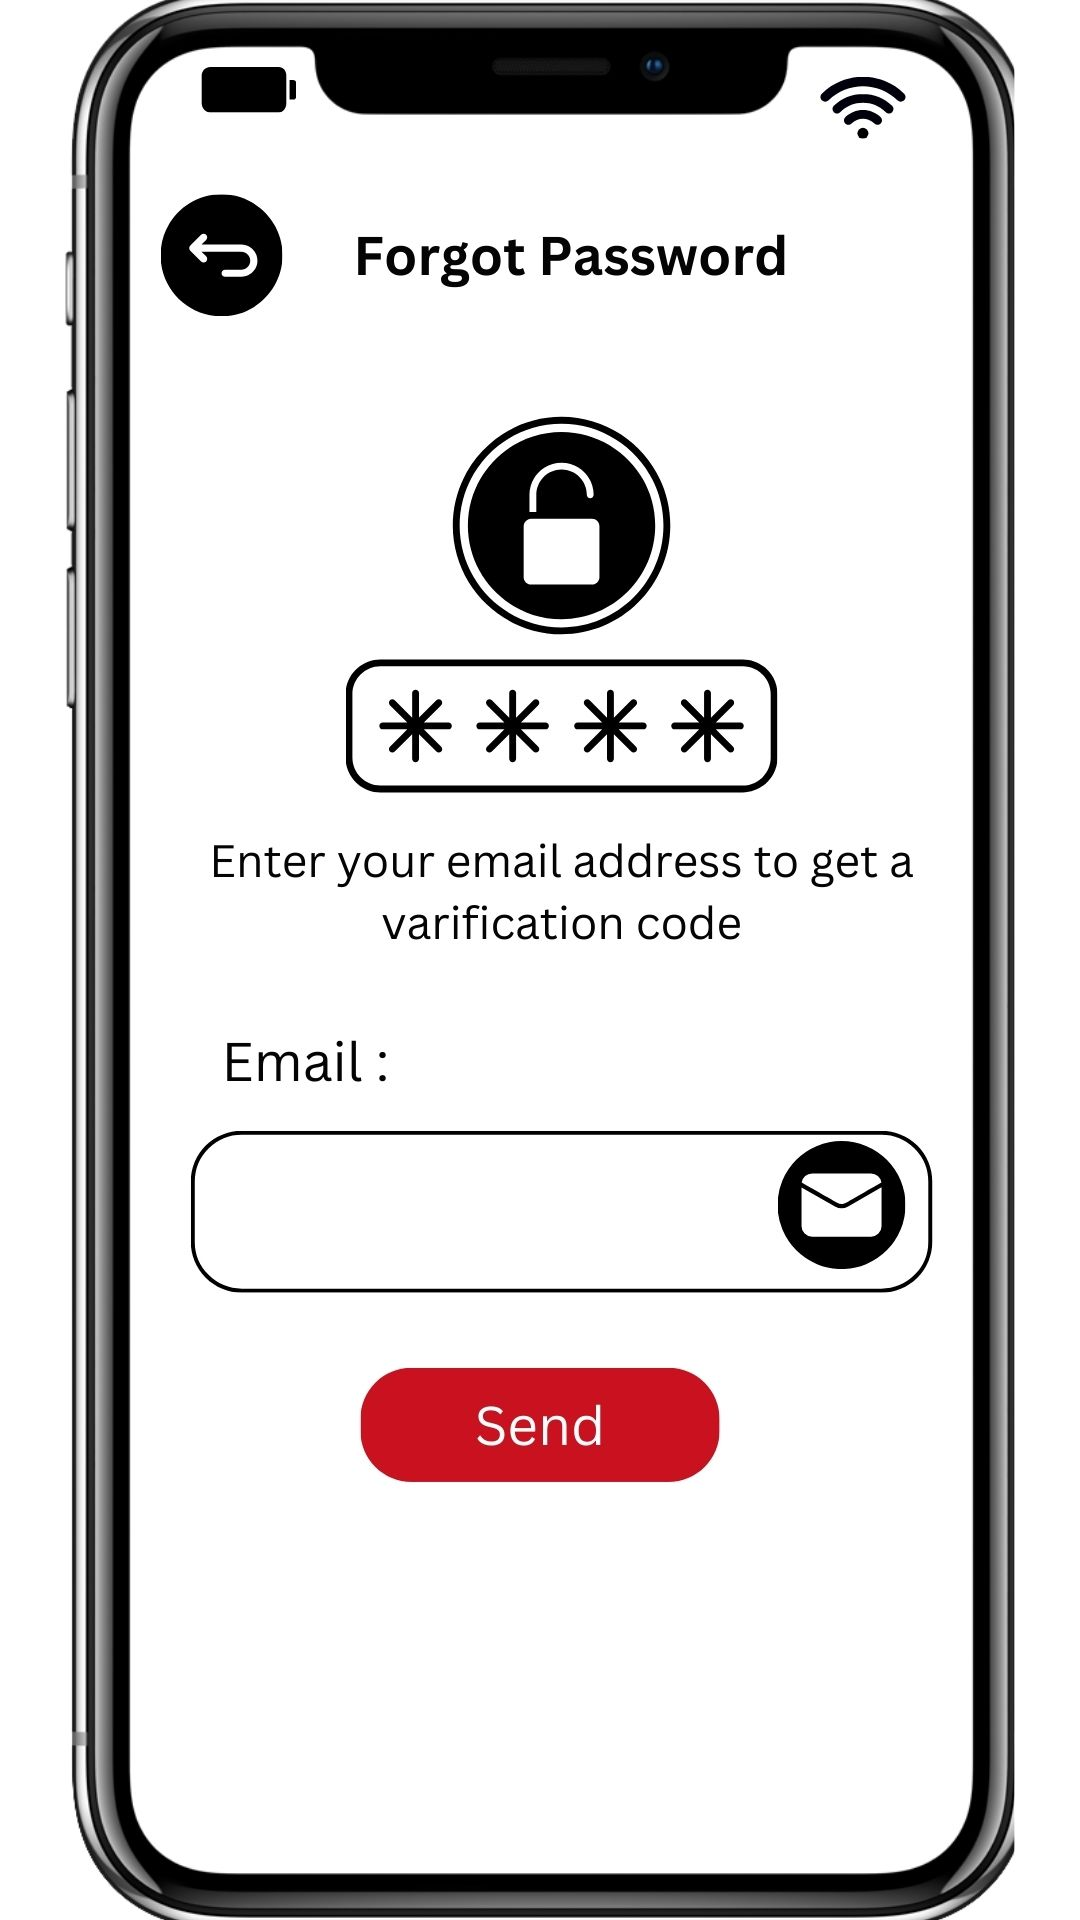 Forgot Password
＊＊＊＊
Enter your email address to get a
varification code
Email :
Send